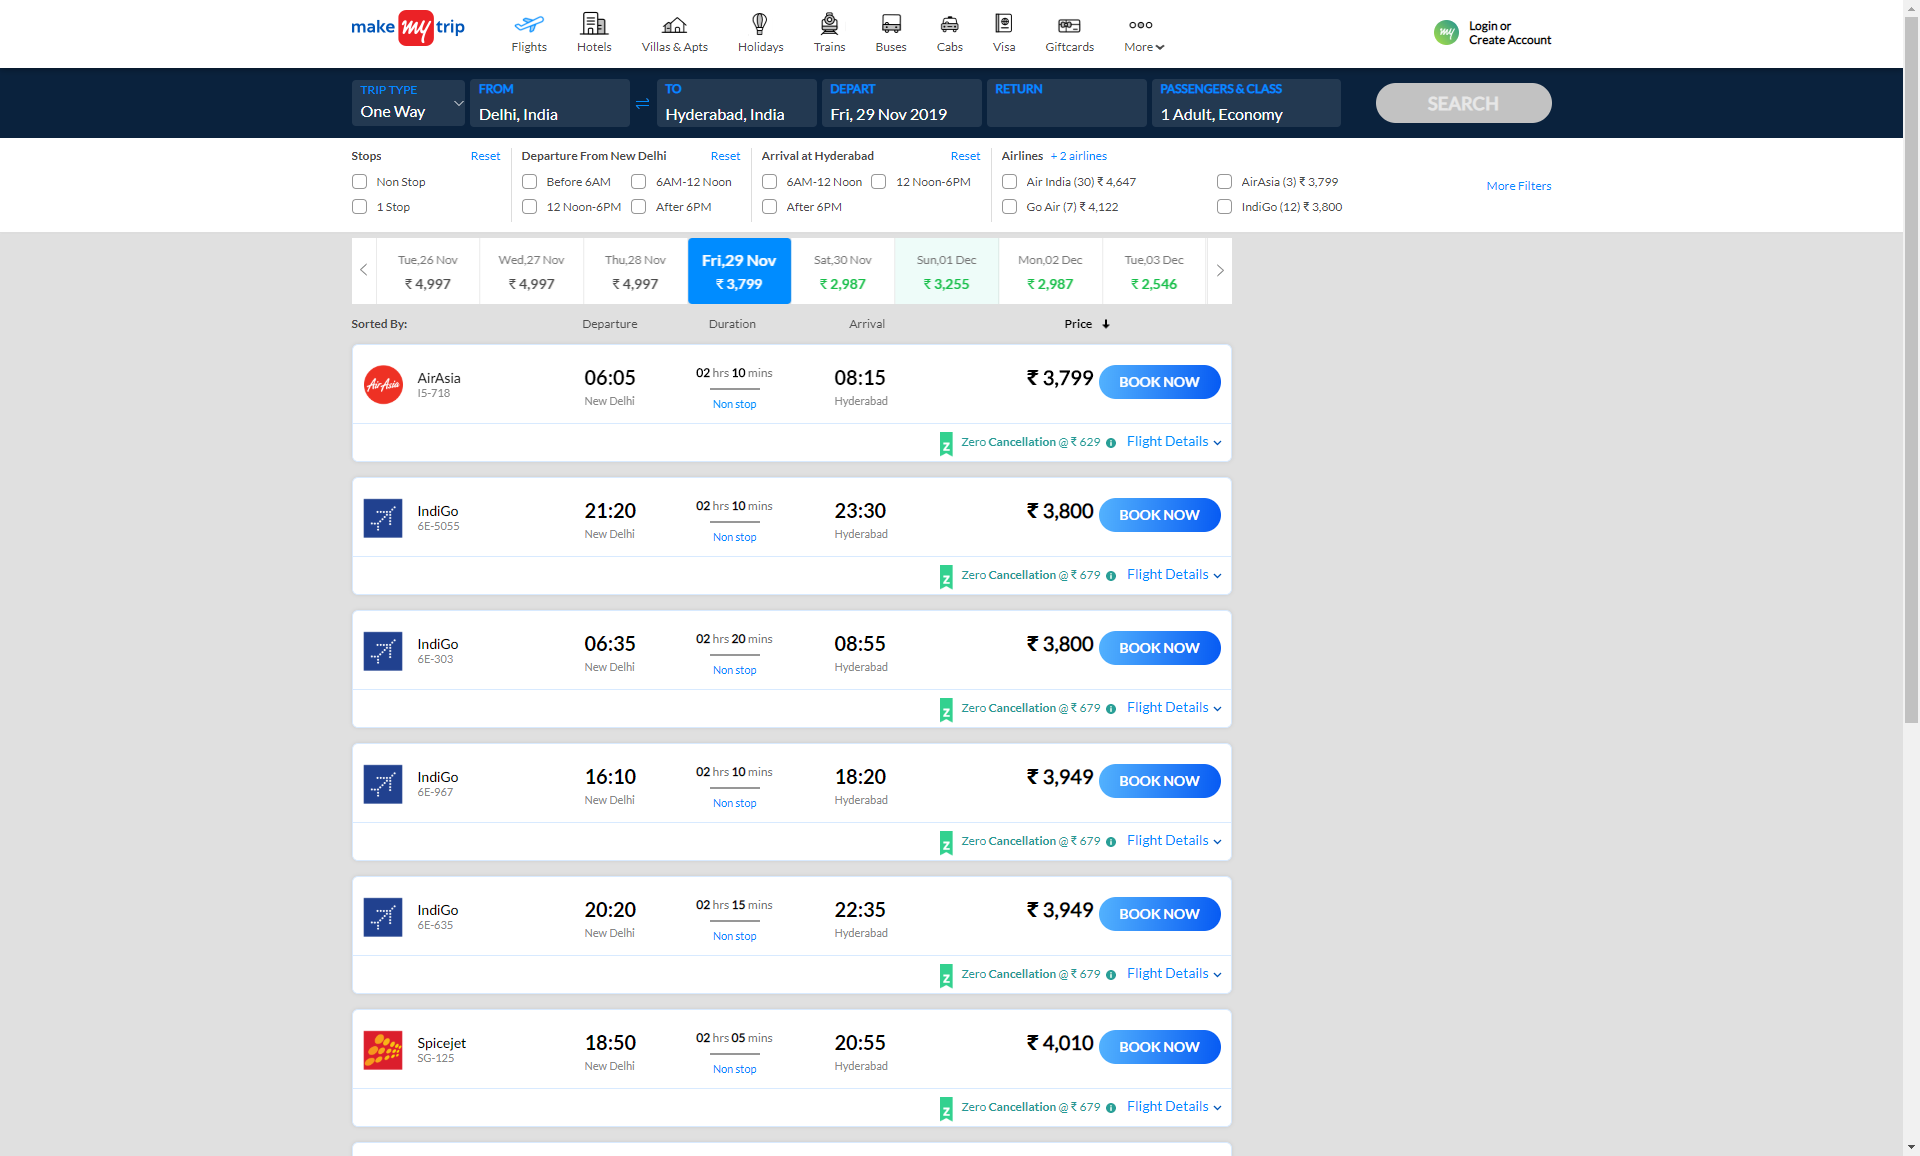 make my trip
Flights
Hotels
Villas & Apts
Holidays
Trains
Buses
Cabs
Visa
Giftcards
More
my
Login or
Create Account
TRIP TYPE
One Way
FROM
Delhi, India
TO
Hyderabad, India
DEPART
Fri, 29 Nov 2019
RETURN
PASSENGERS & CLASS
1 Adult, Economy
SEARCH
Stops Reset
Non Stop
1 Stop
Departure From New Delhi Reset
Before 6AM 6AM-12 Noon
12 Noon-6PM After 6PM
Arrival at Hyderabad Reset
6AM-12 Noon 12 Noon-6PM
After 6PM
Airlines + 2 airlines
Air India (30) ₹ 4,647 AirAsia (3) ₹ 3,799
Go Air (7) ₹ 4,122 IndiGo (12) ₹ 3,800
More Filters
Tue,26 Nov
₹ 4,997
Wed,27 Nov
₹ 4,997
Thu,28 Nov
₹ 4,997
Fri,29 Nov
₹ 3,799
Sat,30 Nov
₹ 2,987
Sun,01 Dec
₹ 3,255
Mon,02 Dec
₹ 2,987
Tue,03 Dec
₹ 2,546
Sorted By: Departure Duration Arrival Price
AirAsia
AirAsia
I5-718
06:05
New Delhi
02 hrs 10 mins
Non stop
08:15
Hyderabad
₹ 3,799
BOOK NOW
Z Zero Cancellation @ ₹ 629 i Flight Details
IndiGo
6E-5055
21:20
New Delhi
02 hrs 10 mins
Non stop
23:30
Hyderabad
₹ 3,800
BOOK NOW
Z Zero Cancellation @ ₹ 679 i Flight Details
IndiGo
6E-303
06:35
New Delhi
02 hrs 20 mins
Non stop
08:55
Hyderabad
₹ 3,800
BOOK NOW
Z Zero Cancellation @ ₹ 679 i Flight Details
IndiGo
6E-967
16:10
New Delhi
02 hrs 10 mins
Non stop
18:20
Hyderabad
₹ 3,949
BOOK NOW
Z Zero Cancellation @ ₹ 679 i Flight Details
IndiGo
6E-635
20:20
New Delhi
02 hrs 15 mins
Non stop
22:35
Hyderabad
₹ 3,949
BOOK NOW
Z Zero Cancellation @ ₹ 679 i Flight Details
Spicejet
SG-125
18:50
New Delhi
02 hrs 05 mins
Non stop
20:55
Hyderabad
₹ 4,010
BOOK NOW
Z Zero Cancellation @ ₹ 679 i Flight Details